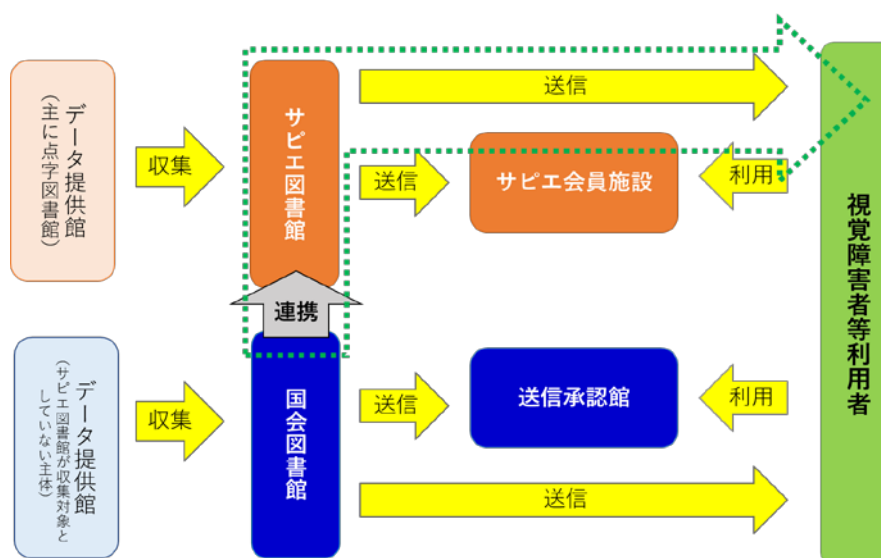 データ提供館
（主に点字図書館）
収集
サピエ図書館
送信
送信
サピエ会員施設
利用
視覚障害者等利用者
連携
データ提供館
（サピエ図書館が収集対象と
していない主体）
収集
国会図書館
送信
送信承認館
利用
送信